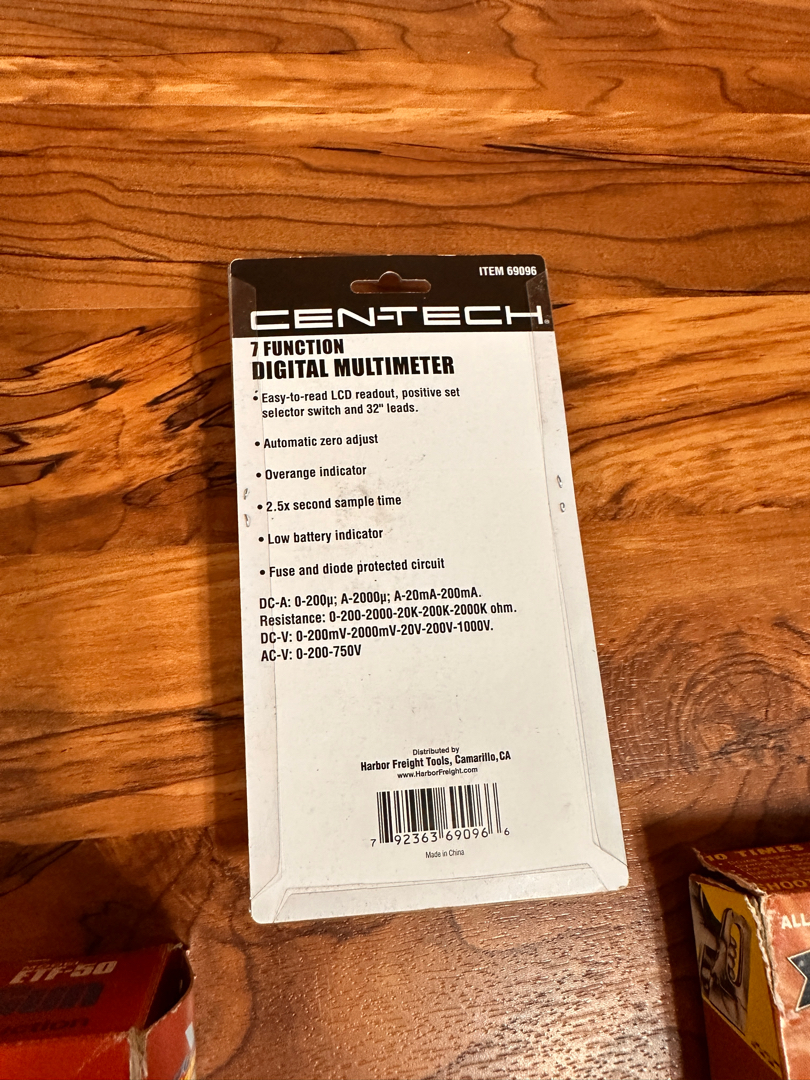 ITEM 69096
CEN-TECH®
7 FUNCTION
DIGITAL MULTIMETER
• Easy-to-read LCD readout, positive set
selector switch and 32" leads.
• Automatic zero adjust
• Overange indicator
• 2.5x second sample time
• Low battery indicator
• Fuse and diode protected circuit
DC-A: 0-200µ; A-2000µ; A-20mA-200mA.
Resistance: 0-200-2000-20K-200K-2000K ohm.
DC-V: 0-200mV-2000mV-20V-200V-1000V.
AC-V: 0-200-750V
Distributed by
Harbor Freight Tools, Camarillo, CA
www.HarborFreight.com
7 92363 69096 6
Made in China
TIME
ALL
ETF-50